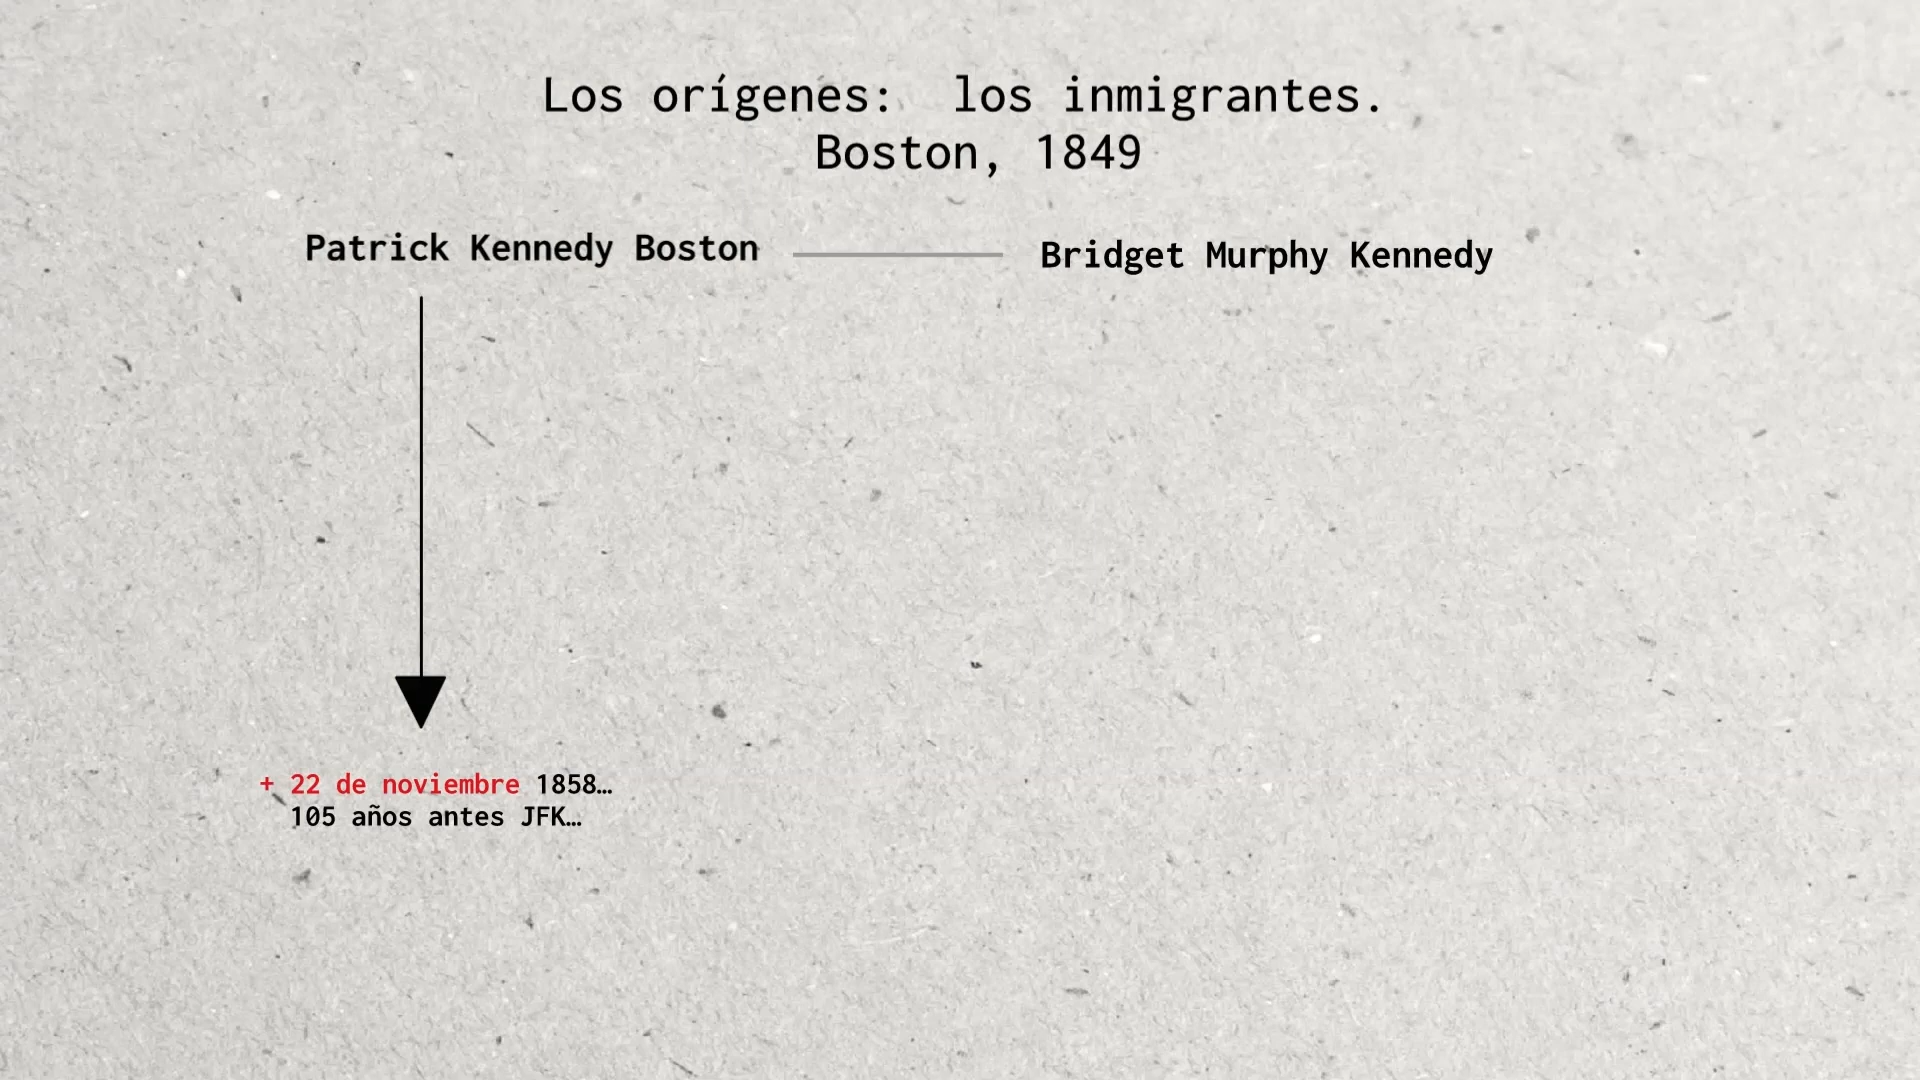 Los orígenes:  los inmigrantes.
Boston, 1849
Patrick Kennedy Boston
Bridget Murphy Kennedy
+ 22 de noviembre 1858…
105 años antes JFK…